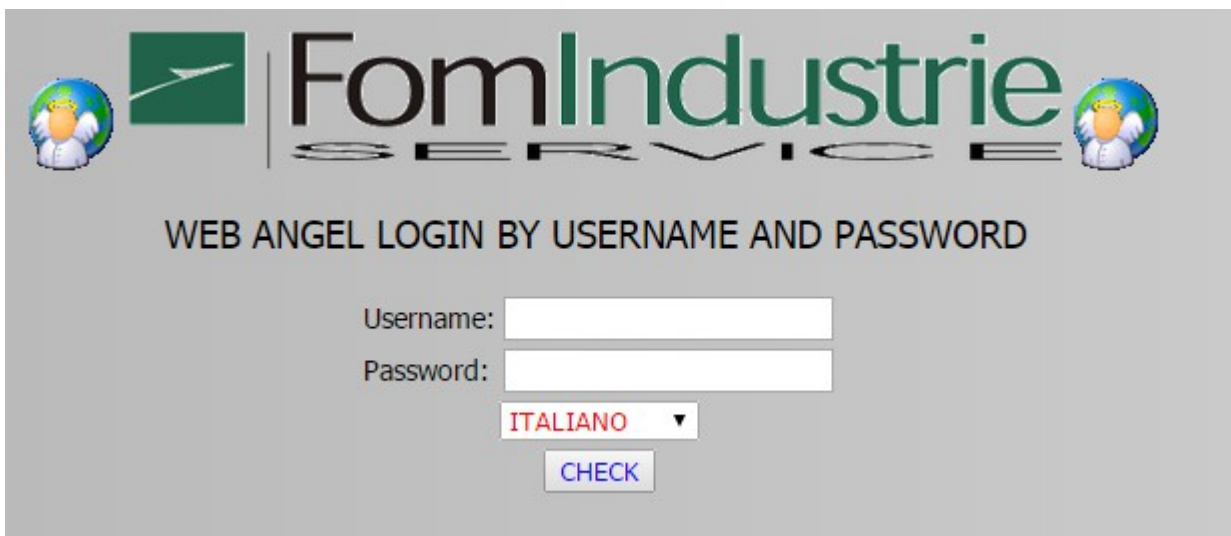 FomIndustrie
SERVICE
WEB ANGEL LOGIN BY USERNAME AND PASSWORD
Username:
Password:
ITALIANO
CHECK